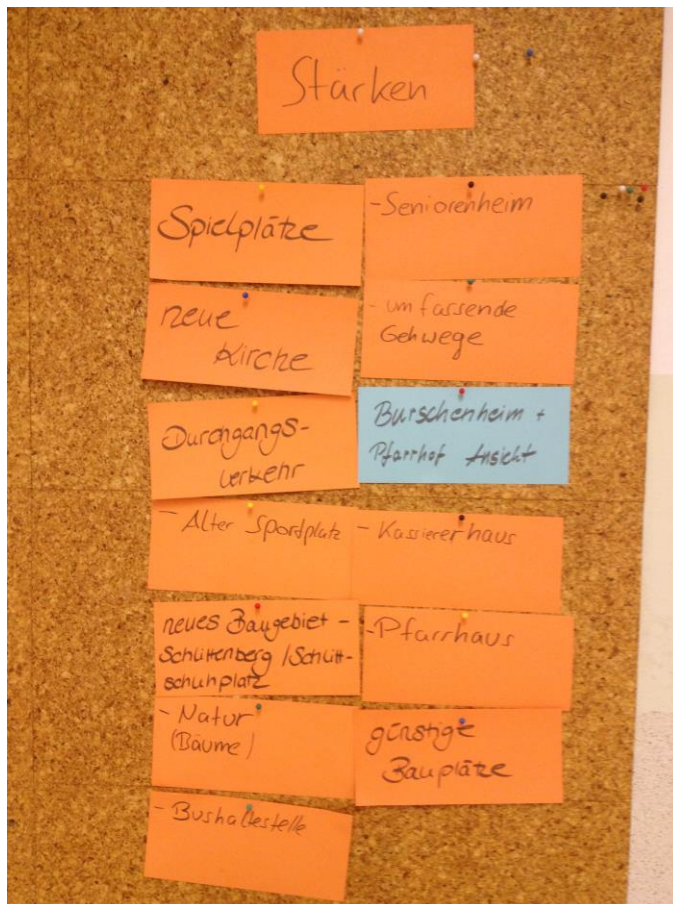 Stärken
Spielplätze
neue
Kirche
Durchgangs-
verkehr
- Alter Sportplatz
neues Baugebiet -
Schlittenberg / Schlitt-
schuhplatz
- Natur
(Bäume)
- Bushaltestelle
- Seniorenheim
- umfassende
Gehwege
Burschenheim +
Pfarrhof Ansicht
- Kassiererhaus
- Pfarrhaus
günstige
Bauplätze